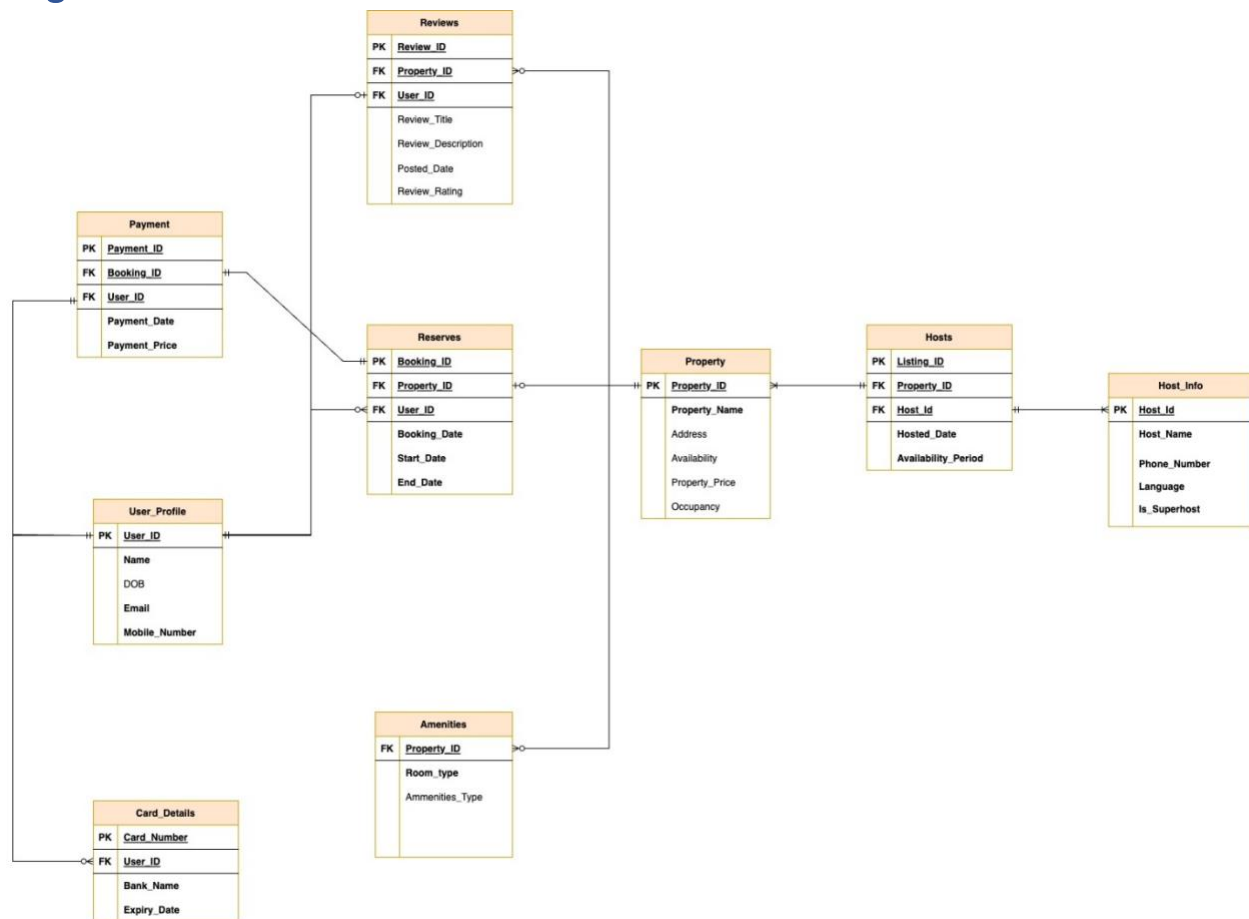 Reviews
PK Review_ID
FK Property_ID
FK User_ID
Review_Title
Review_Description
Posted_Date
Review_Rating
Payment
PK Payment_ID
FK Booking_ID
FK User_ID
Payment_Date
Payment_Price
Reserves
PK Booking_ID
FK Property_ID
FK User_ID
Booking_Date
Start_Date
End_Date
Property
PK Property_ID
Property_Name
Address
Availability
Property_Price
Occupancy
Hosts
PK Listing_ID
FK Property_ID
FK Host_Id
Hosted_Date
Availability_Period
Host_Info
PK Host_Id
Host_Name
Phone_Number
Language
Is_Superhost
User_Profile
PK User_ID
Name
DOB
Email
Mobile_Number
Amenities
FK Property_ID
Room_type
Ammenities_Type
Card_Details
PK Card_Number
FK User_ID
Bank_Name
Expiry_Date